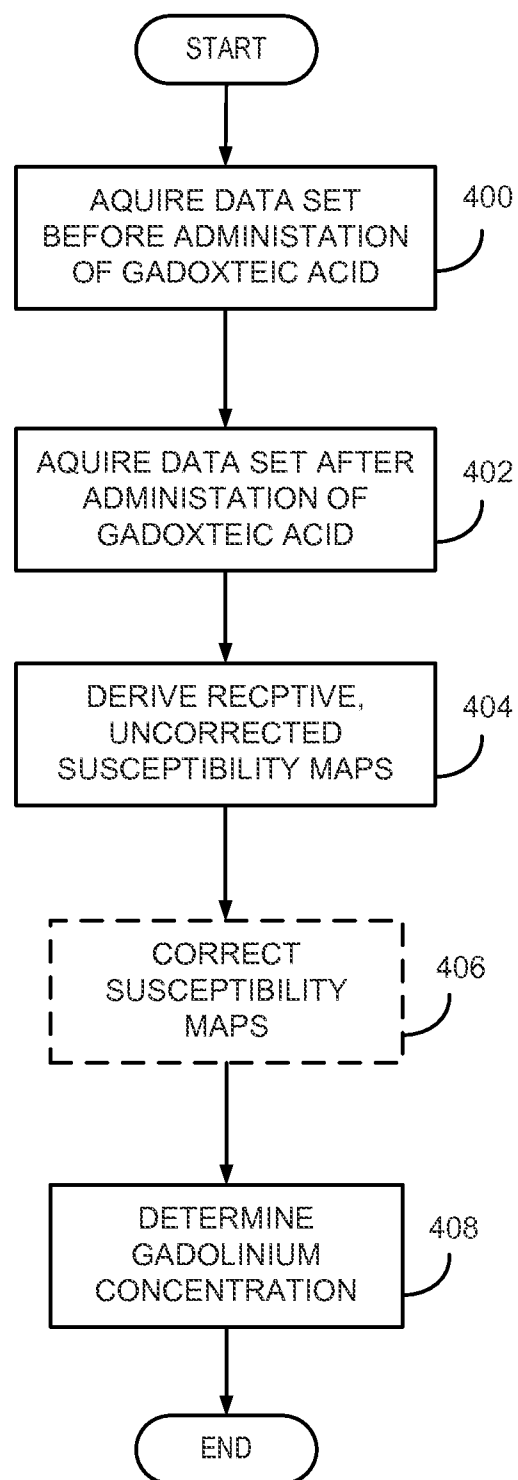 START
AQUIRE DATA SET
BEFORE ADMINISTATION
OF GADOXTEIC ACID
400
AQUIRE DATA SET AFTER
ADMINISTATION OF
GADOXTEIC ACID
402
DERIVE RECPTIVE,
UNCORRECTED
SUSCEPTIBILITY MAPS
404
CORRECT
SUSCEPTIBILITY
MAPS
406
DETERMINE
GADOLINIUM
CONCENTRATION
408
END